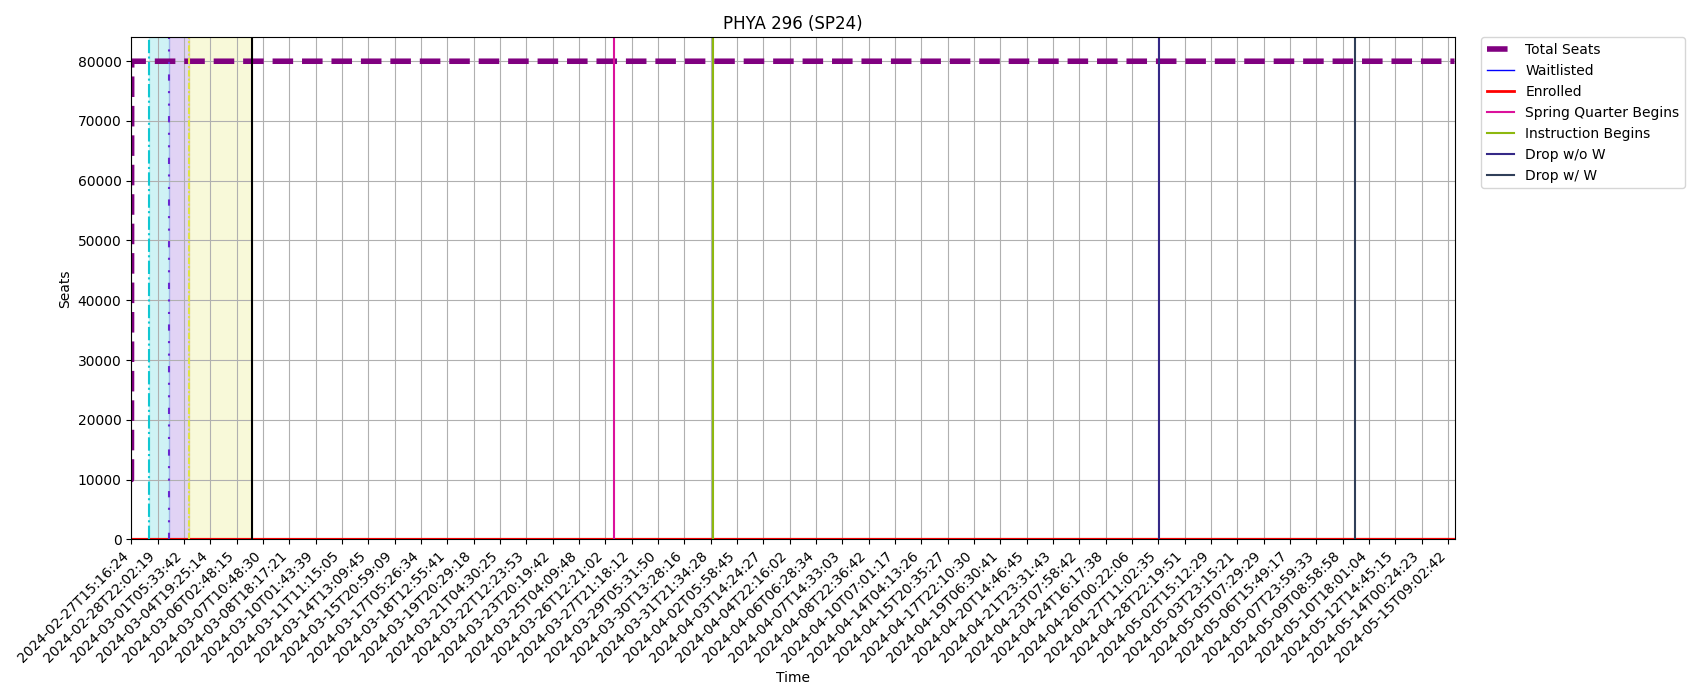 PHYA 296 (SP24)
Total Seats
Waitlisted
Enrolled
Spring Quarter Begins
Instruction Begins
Drop w/o W
Drop w/ W
80000
70000
60000
50000
40000
30000
20000
10000
0
Seats
2024-02-27T15:16:24
2024-02-28T22:02:19
2024-03-01T05:33:42
2024-03-04T19:25:14
2024-03-06T02:48:15
2024-03-07T10:48:30
2024-03-08T18:17:21
2024-03-10T01:43:39
2024-03-11T11:15:05
2024-03-14T13:09:45
2024-03-15T20:59:09
2024-03-17T05:26:34
2024-03-18T12:55:41
2024-03-19T20:29:18
2024-03-21T04:30:25
2024-03-22T12:23:53
2024-03-23T20:19:42
2024-03-25T04:09:48
2024-03-26T12:21:02
2024-03-27T21:18:12
2024-03-29T05:31:50
2024-03-30T13:28:16
2024-03-31T21:34:28
2024-04-02T05:58:45
2024-04-03T14:24:27
2024-04-04T22:16:02
2024-04-06T06:28:34
2024-04-07T14:33:03
2024-04-08T22:36:42
2024-04-10T07:01:17
2024-04-14T04:13:26
2024-04-15T20:35:27
2024-04-17T22:10:30
2024-04-19T06:30:41
2024-04-20T14:46:45
2024-04-21T23:31:43
2024-04-23T07:58:42
2024-04-24T16:17:38
2024-04-26T00:22:06
2024-04-27T11:02:35
2024-04-28T22:19:51
2024-05-02T15:12:29
2024-05-03T23:15:21
2024-05-05T07:29:29
2024-05-06T15:49:17
2024-05-07T23:59:33
2024-05-09T08:58:58
2024-05-10T18:01:04
2024-05-12T14:45:15
2024-05-14T00:24:23
2024-05-15T09:02:42
Time